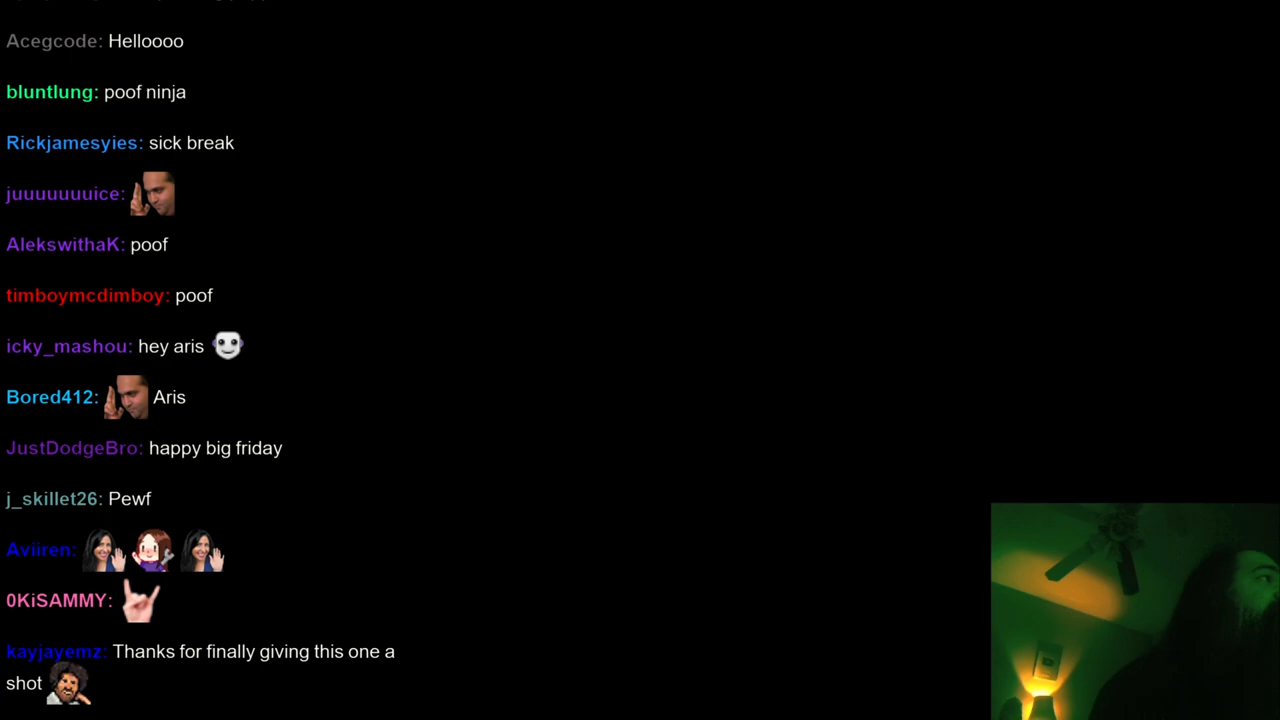 Acegcode: Helloooo
bluntlung: poof ninja
Rickjamesyies: sick break
juuuuuuuice:
AlekswithaK: poof
timboymcdimboy: poof
icky_mashou: hey aris
Bored412: Aris
JustDodgeBro: happy big friday
j_skillet26: Pewf
Aviiren:
0KiSAMMY:
kayjayemz: Thanks for finally giving this one a
shot